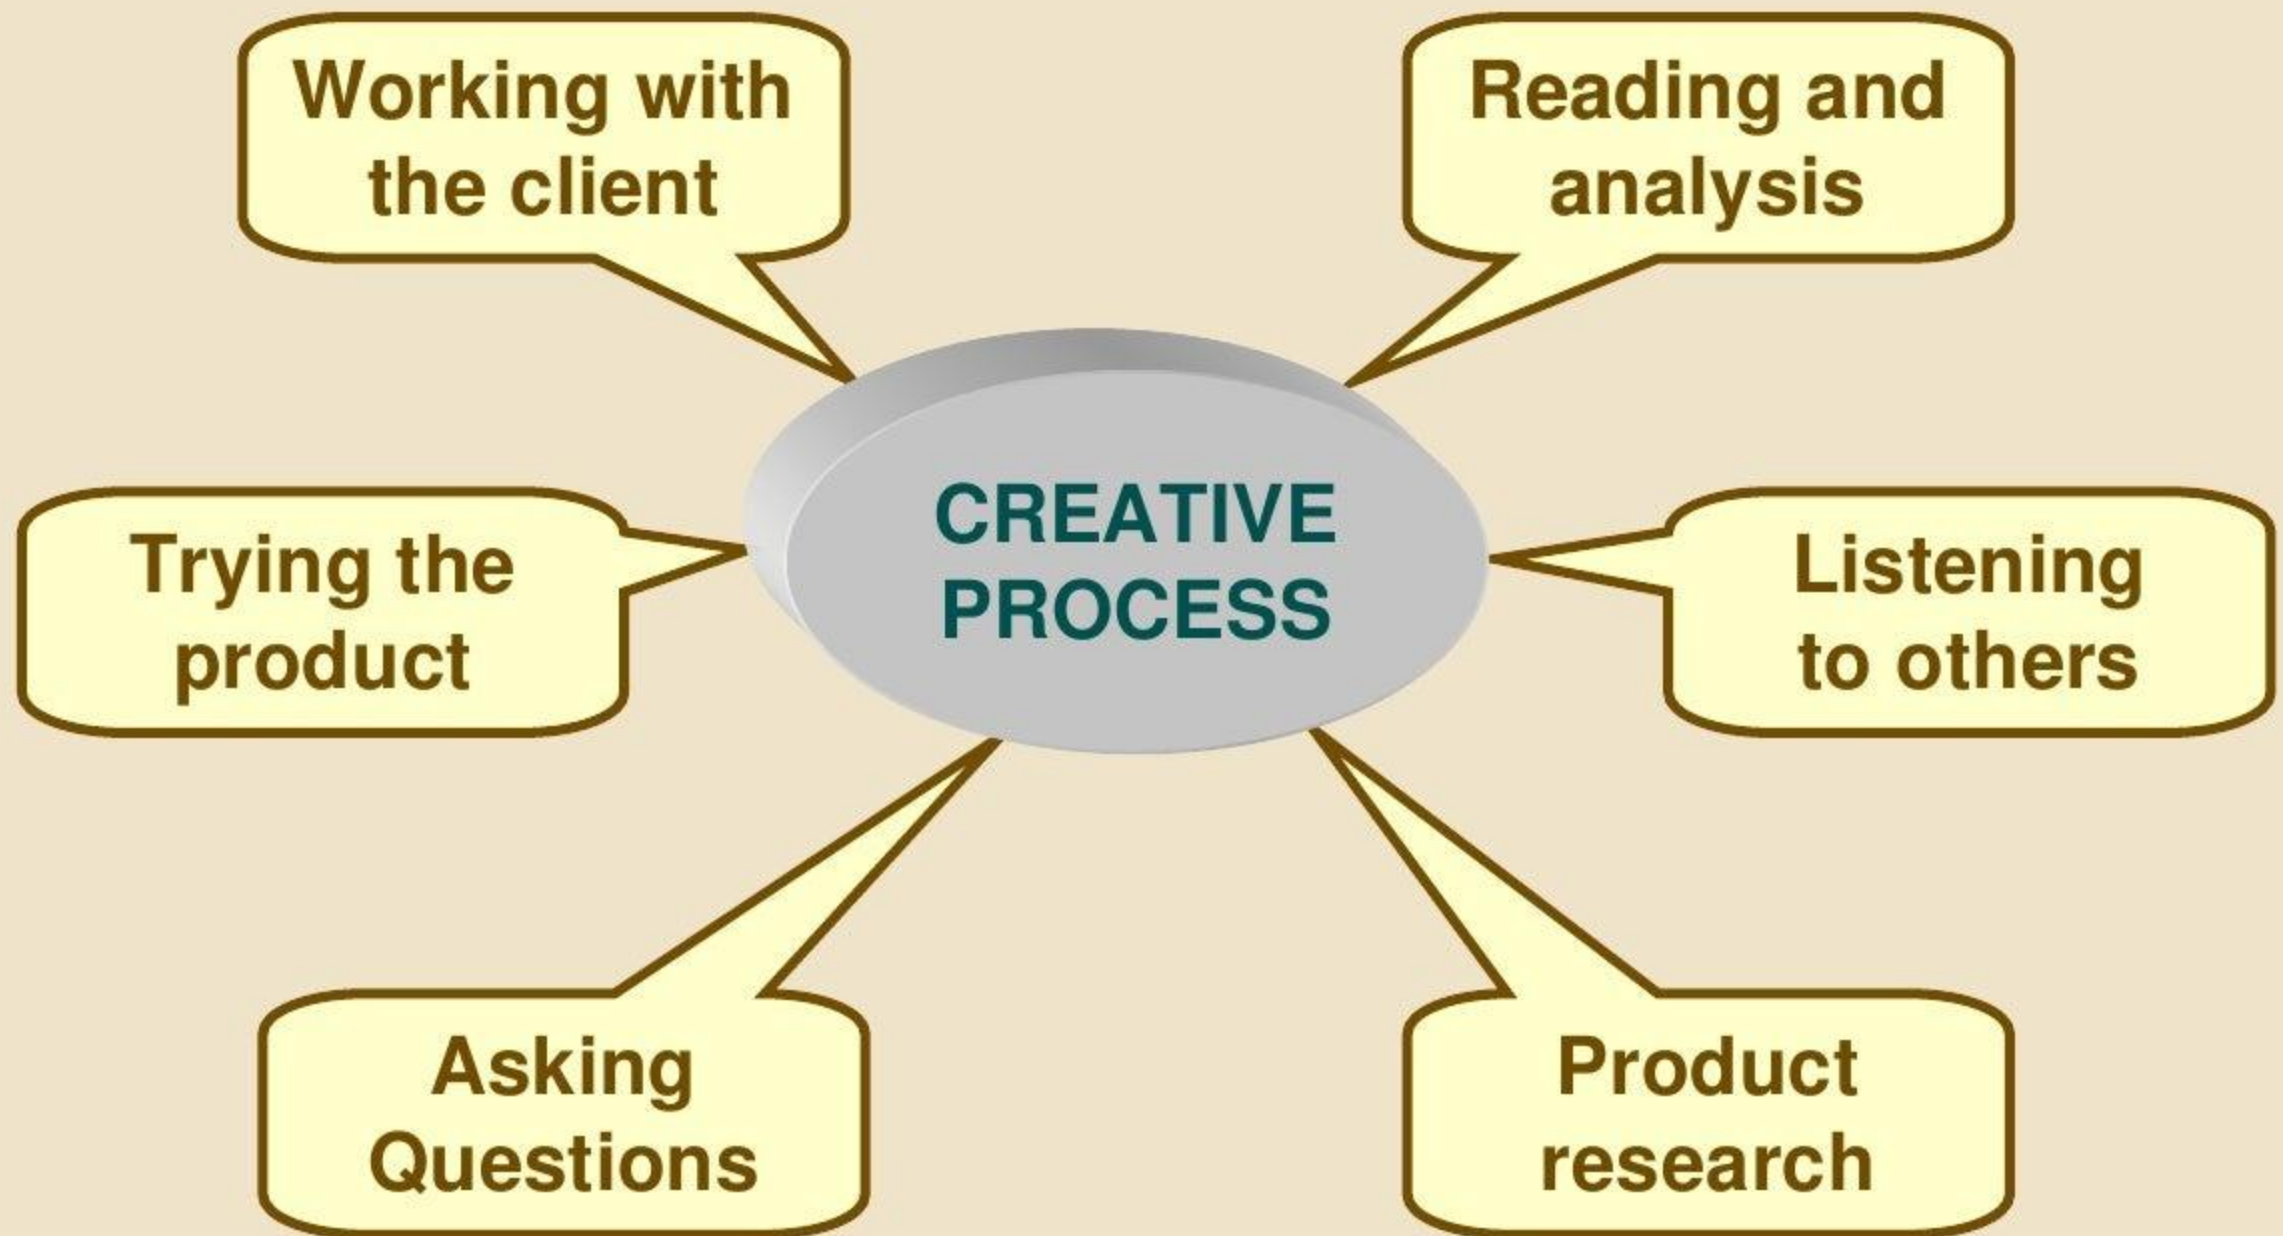 Working with
the client
Reading and
analysis
Trying the
product
CREATIVE
PROCESS
Listening
to others
Asking
Questions
Product
research